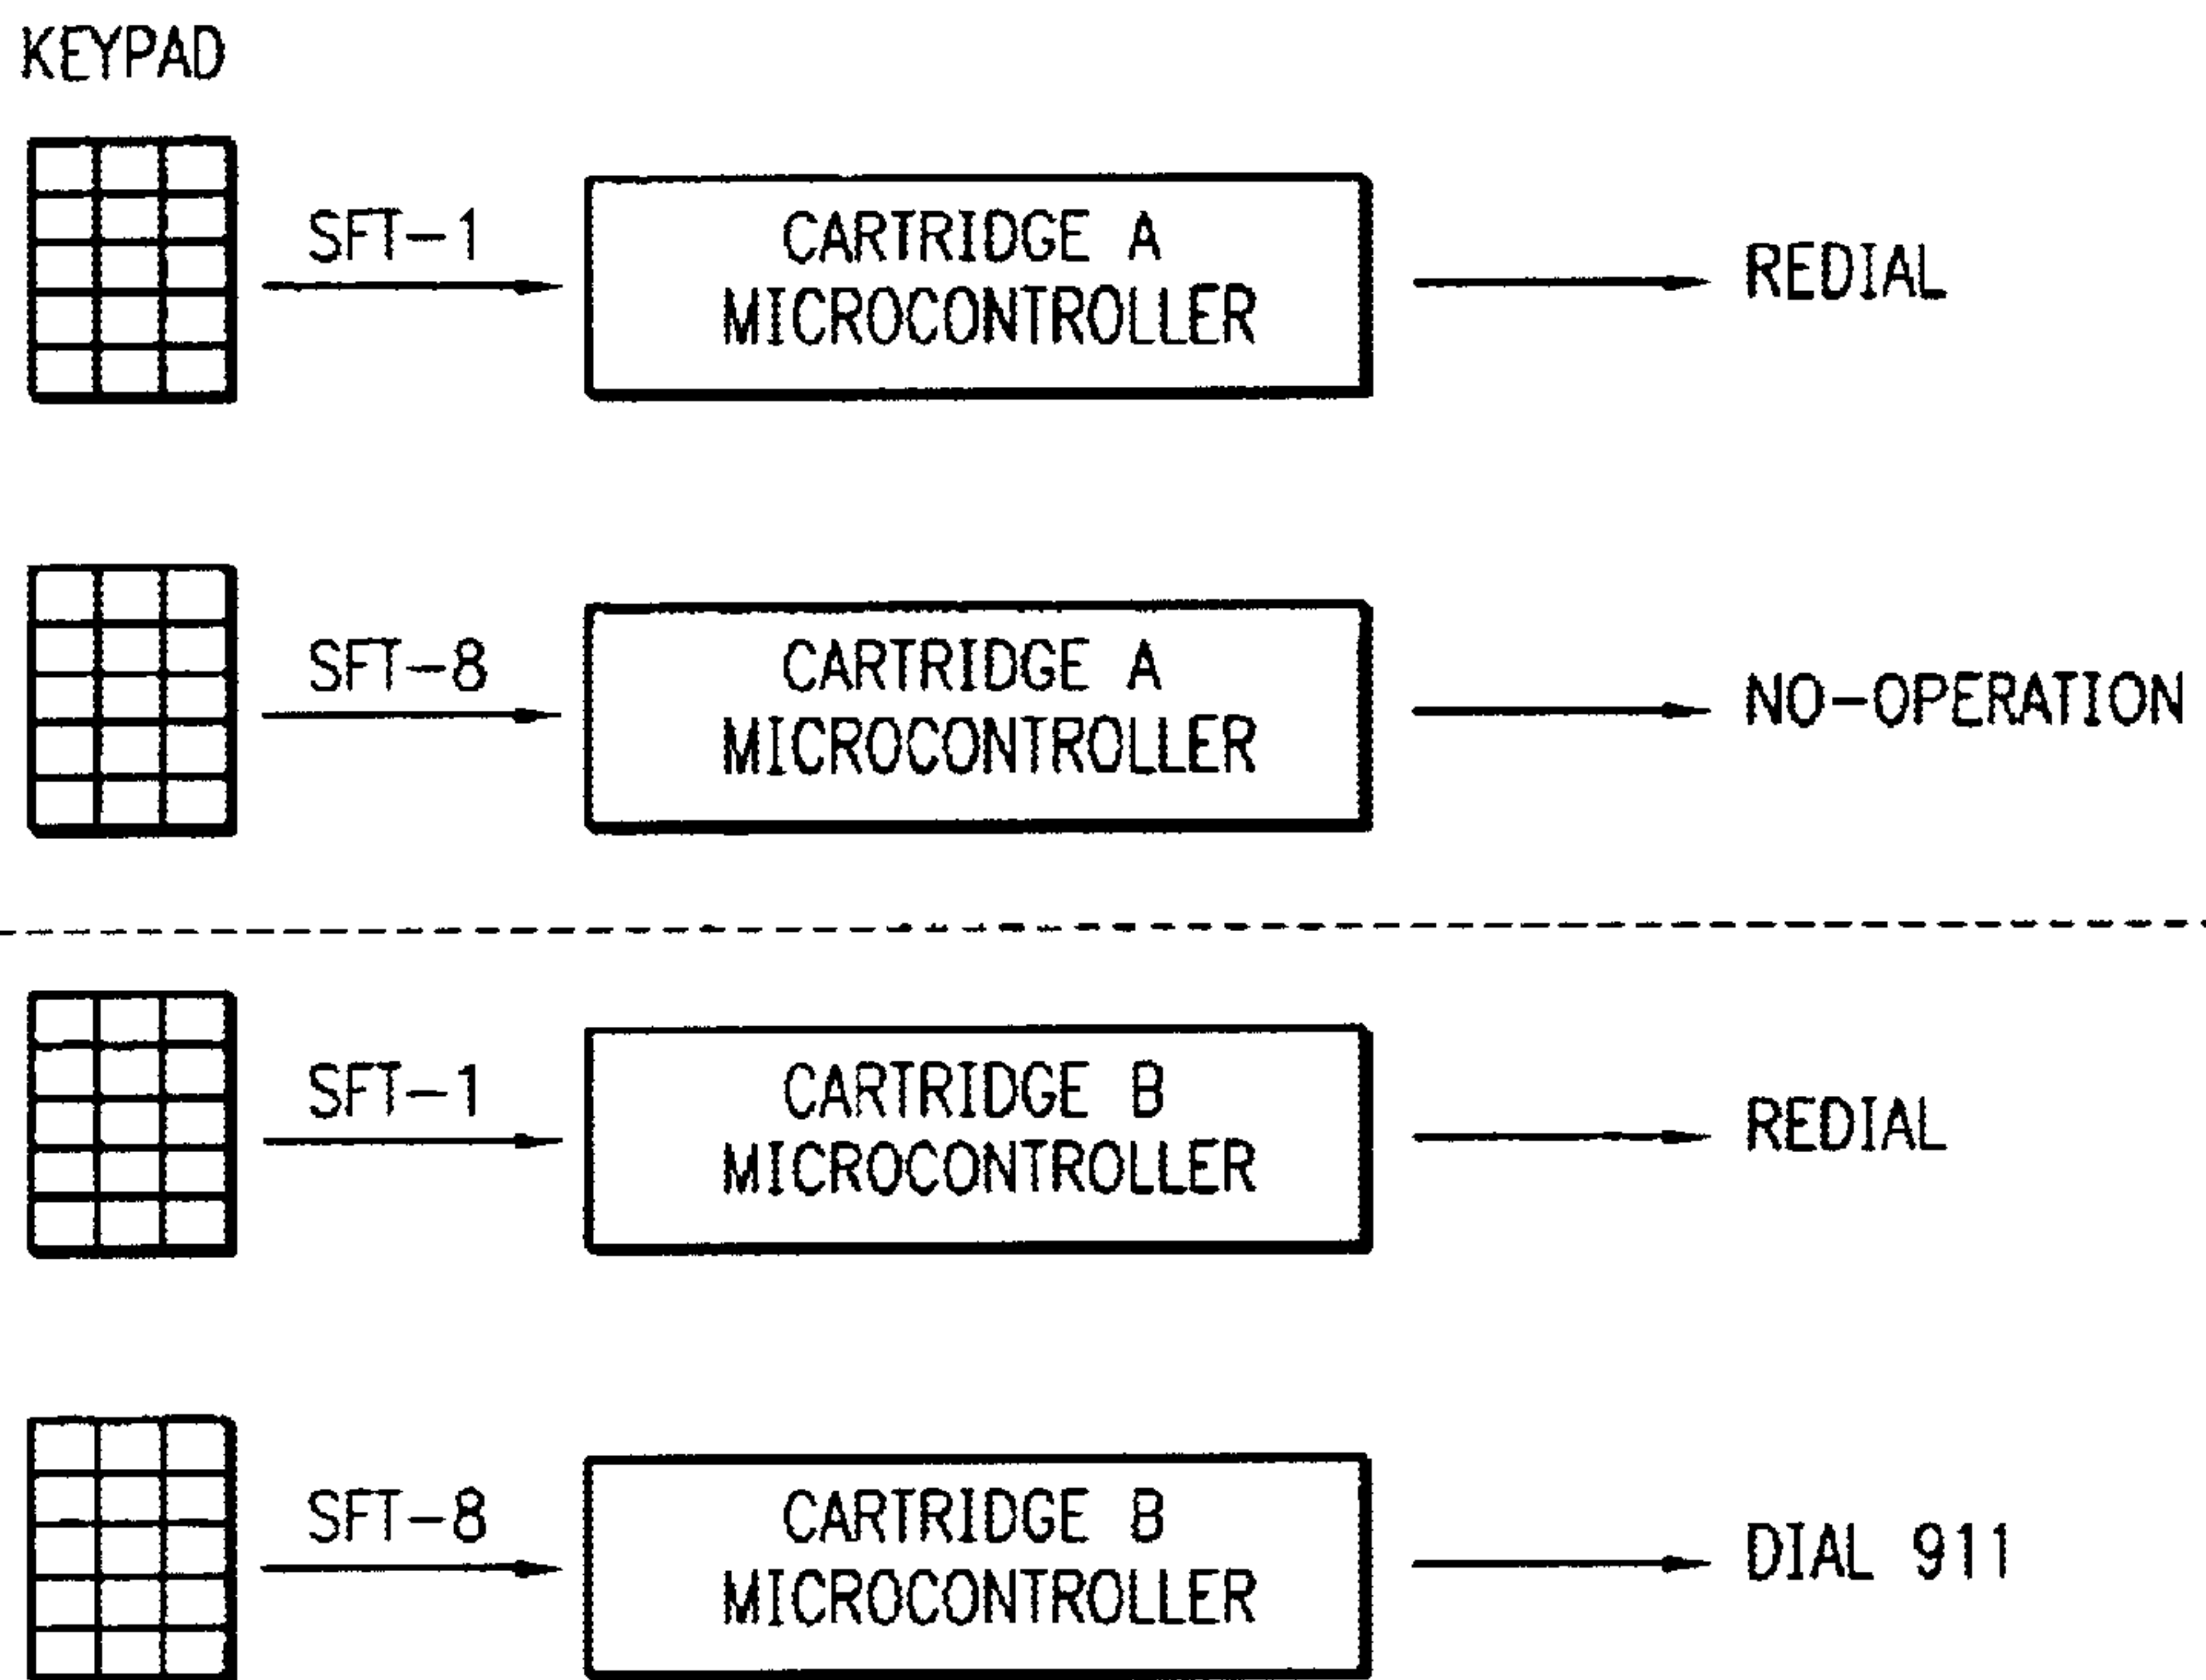 KEYPAD
SFT-1
CARTRIDGE A
MICROCONTROLLER
REDIAL
SFT-8
CARTRIDGE A
MICROCONTROLLER
NO-OPERATION
SFT-1
CARTRIDGE B
MICROCONTROLLER
REDIAL
SFT-8
CARTRIDGE B
MICROCONTROLLER
DIAL 911